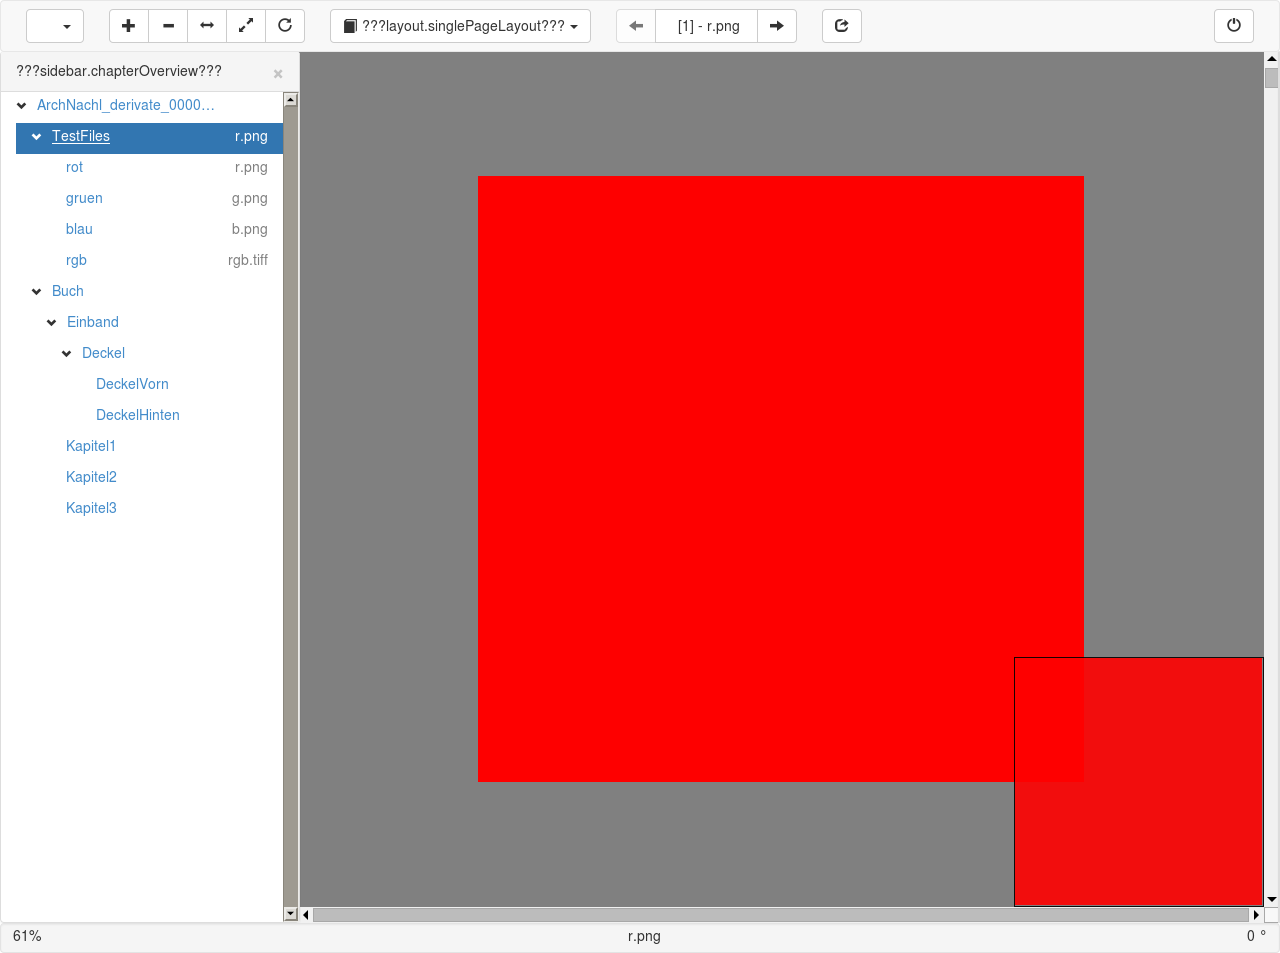 ???layout.singlePageLayout??? [1] - r.png
???sidebar.chapterOverview??? ×
ArchNachl_derivate_0000...
TestFiles r.png
rot r.png
gruen g.png
blau b.png
rgb rgb.tiff
Buch
Einband
Deckel
DeckelVorn
DeckelHinten
Kapitel1
Kapitel2
Kapitel3
61% r.png 0 °